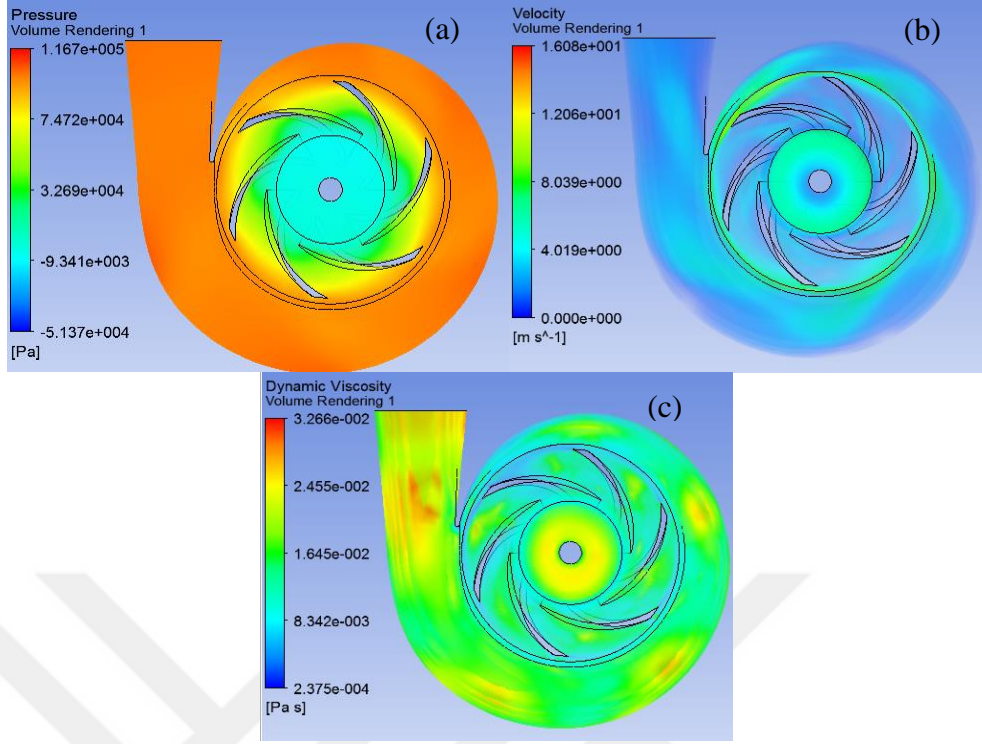 Pressure
Volume Rendering 1
(a)
1.167e+005
7.472e+004
3.269e+004
-9.341e+003
-5.137e+004
[Pa]
Velocity
Volume Rendering 1
(b)
1.608e+001
1.206e+001
8.039e+000
4.019e+000
0.000e+000
[m s^-1]
Dynamic Viscosity
Volume Rendering 1
(c)
3.266e-002
2.455e-002
1.645e-002
8.342e-003
2.375e-004
[Pa s]